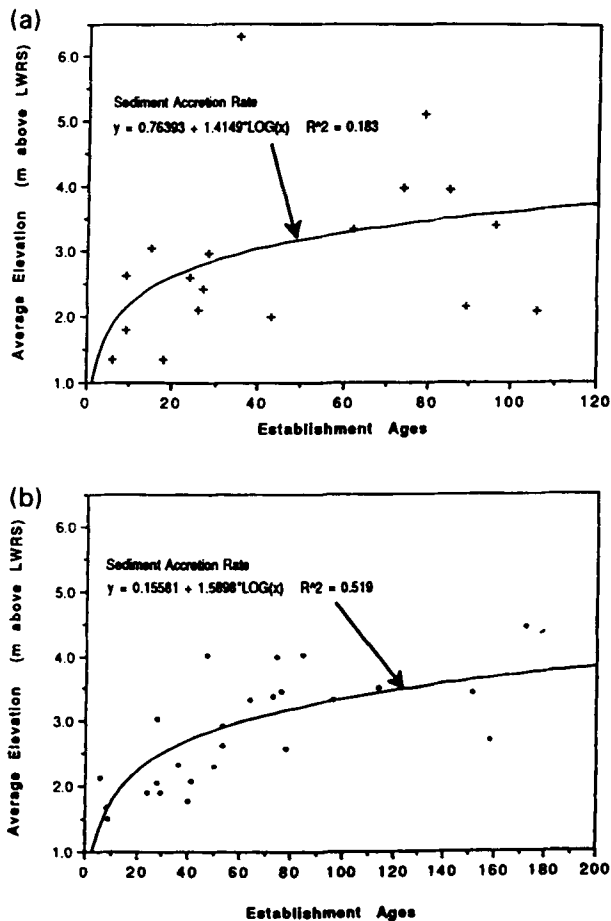 (a)
6.0
5.0
4.0
3.0
2.0
1.0
Average Elevation (m above LWRS)
Sediment Accretion Rate
y = 0.76393 + 1.4149*LOG(x) R^2 = 0.183
0 20 40 60 80 100 120
Establishment Ages
(b)
6.0
5.0
4.0
3.0
2.0
1.0
Average Elevation (m above LWRS)
Sediment Accretion Rate
y = 0.15581 + 1.5898*LOG(x) R^2 = 0.519
0 20 40 60 80 100 120 140 160 180 200
Establishment Ages